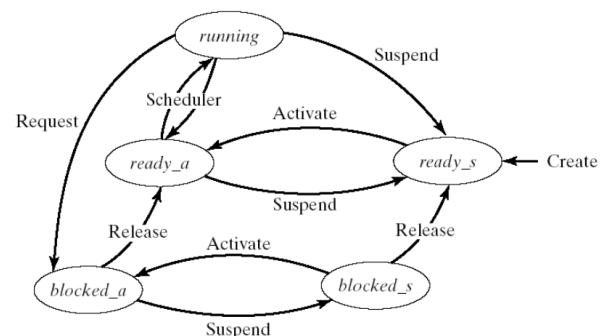 running
Suspend
Scheduler
Request
Activate
ready_a
ready_s
Create
Suspend
Release
Release
Activate
blocked_a
blocked_s
Suspend